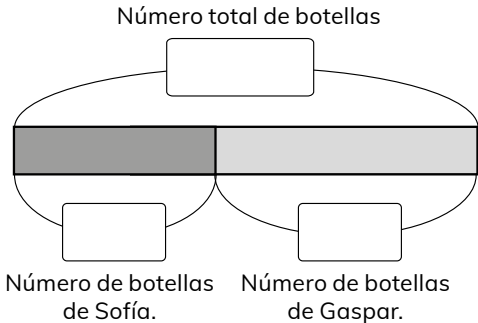 Número total de botellas
Número de botellas
de Sofía.
Número de botellas
de Gaspar.